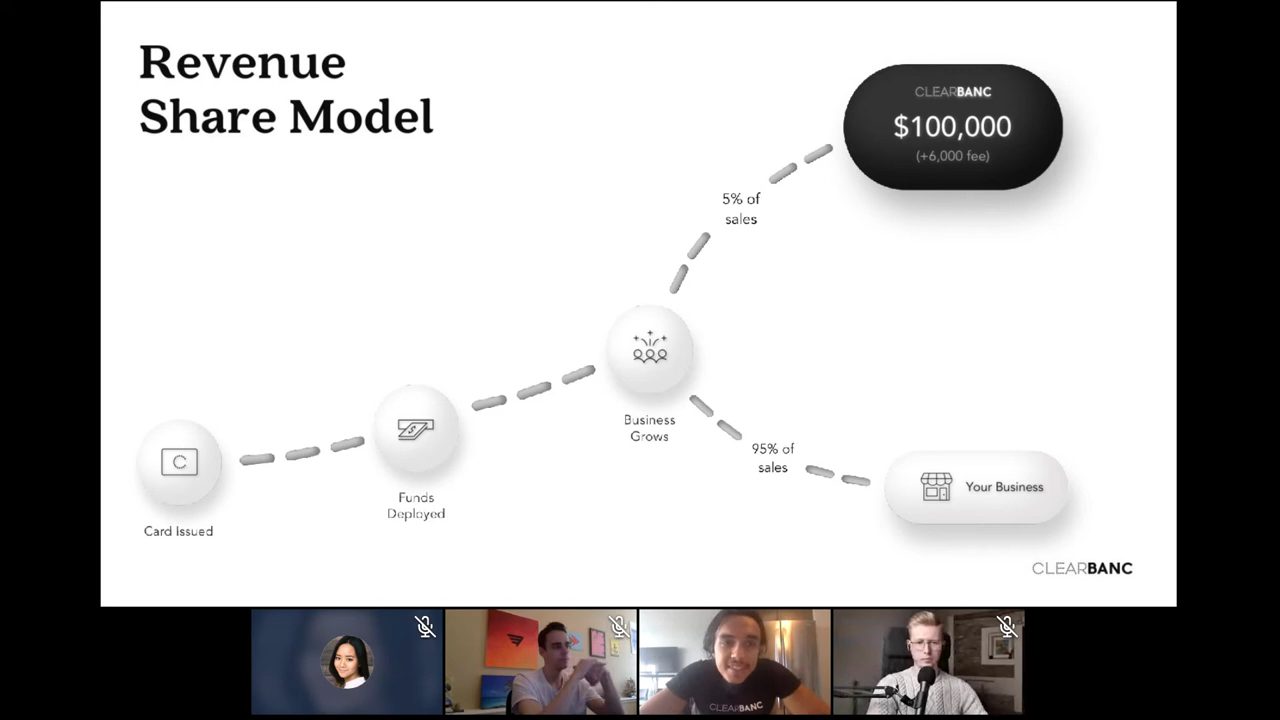 Revenue
Share Model
CLEARBANC
$100,000
(+6,000 fee)
5% of
sales
Business
Grows
95% of
sales
Your Business
Funds
Deployed
C
Card Issued
CLEARBANC
CLEARBANC